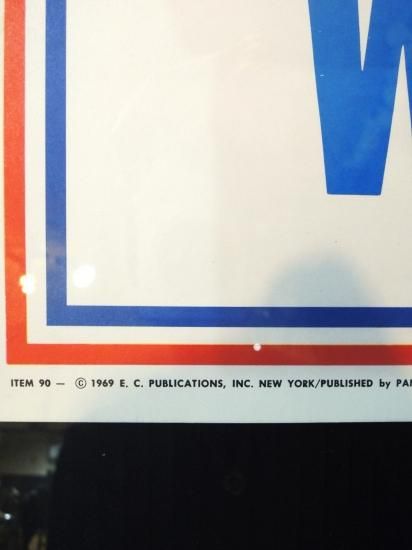 W
ITEM 90 — © 1969 E. C. PUBLICATIONS, INC. NEW YORK/PUBLISHED by